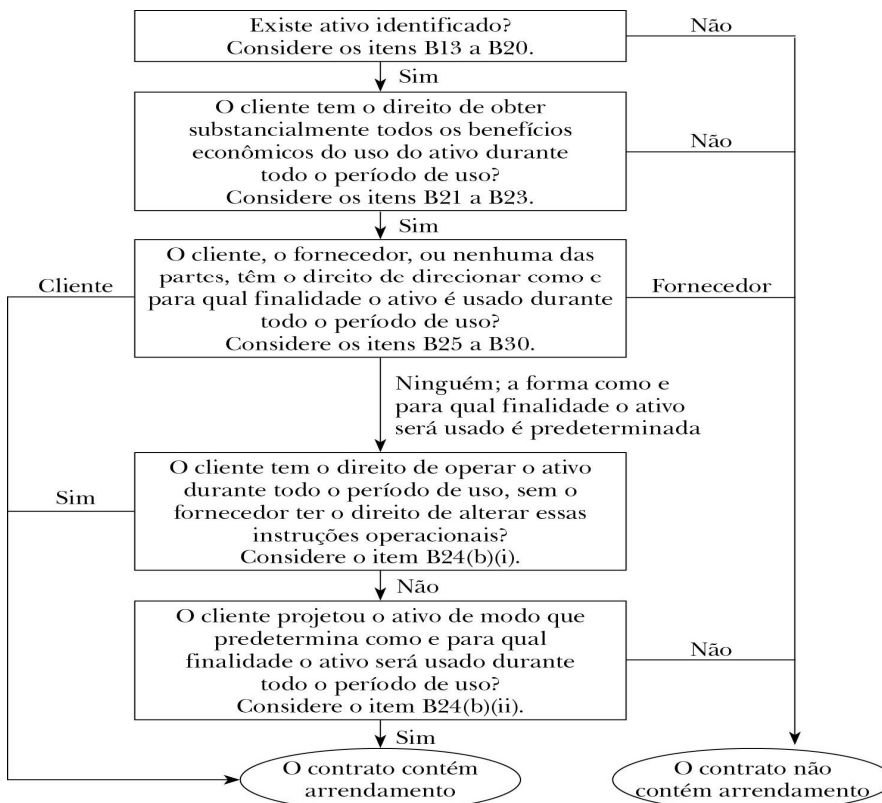 Existe ativo identificado?
Considere os itens B13 a B20.
Não
Sim
O cliente tem o direito de obter
substancialmente todos os benefícios
econômicos do uso do ativo durante
todo o período de uso?
Considere os itens B21 a B23.
Não
Sim
O cliente, o fornecedor, ou nenhuma das
partes, têm o direito de direcionar como e
para qual finalidade o ativo é usado durante
todo o período de uso?
Considere os itens B25 a B30.
Cliente
Fornecedor
Ninguém; a forma como e
para qual finalidade o ativo
será usado é predeterminada
O cliente tem o direito de operar o ativo
durante todo o período de uso, sem o
fornecedor ter o direito de alterar essas
instruções operacionais?
Considere o item B24(b)(i).
Sim
Não
O cliente projetou o ativo de modo que
predetermina como e para qual
finalidade o ativo será usado durante
todo o período de uso?
Considere o item B24(b)(ii).
Não
Sim
O contrato contém
arrendamento
O contrato não
contém arrendamento